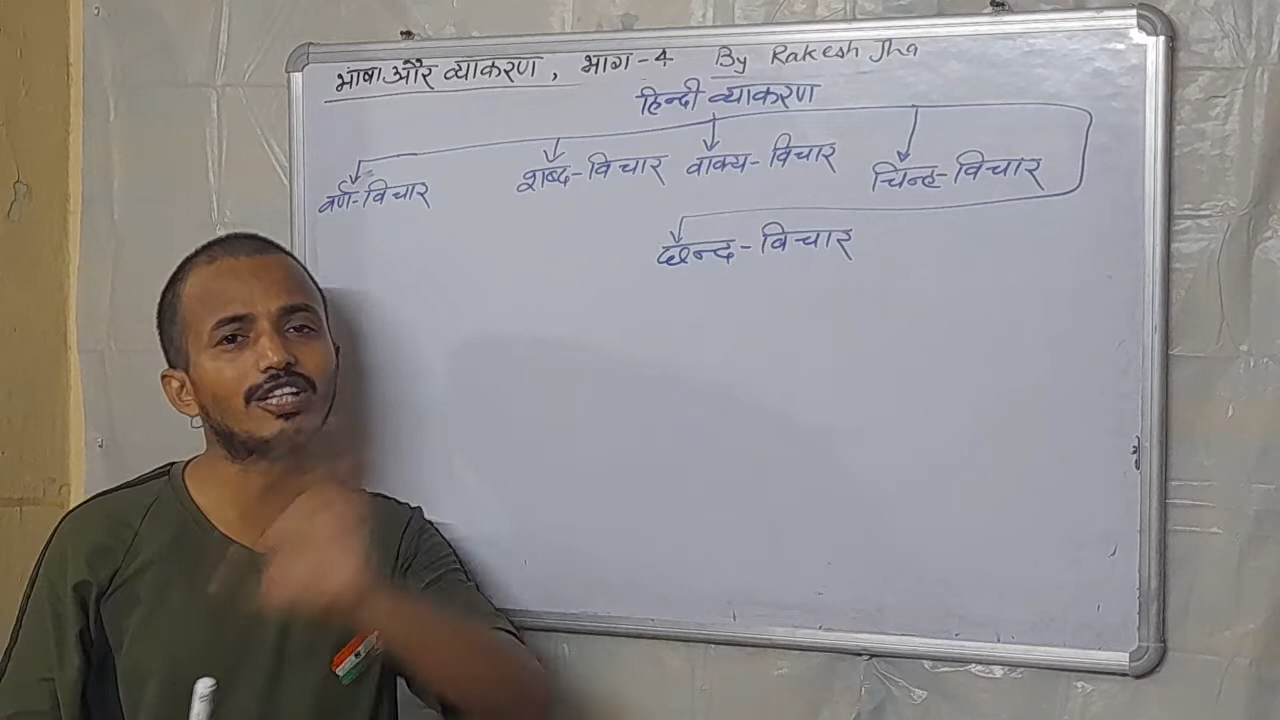 भाषा और व्याकरण, भाग-4 By Rakesh Jha
हिन्दी व्याकरण
वर्ण-विचार शब्द-विचार वाक्य-विचार चिन्ह-विचार
छन्द-विचार